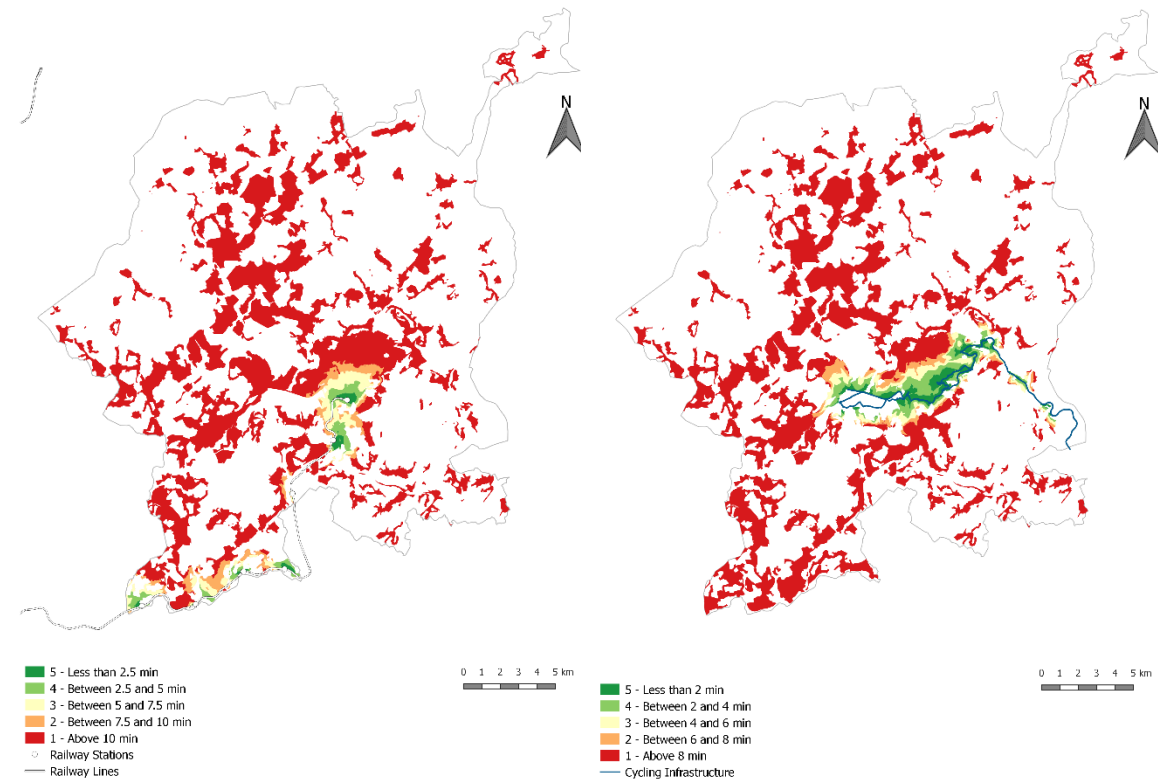 N
5 - Less than 2.5 min
4 - Between 2.5 and 5 min
3 - Between 5 and 7.5 min
2 - Between 7.5 and 10 min
1 - Above 10 min
Railway Stations
Railway Lines
0 1 2 3 4 5 km
N
5 - Less than 2 min
4 - Between 2 and 4 min
3 - Between 4 and 6 min
2 - Between 6 and 8 min
1 - Above 8 min
Cycling Infrastructure
0 1 2 3 4 5 km